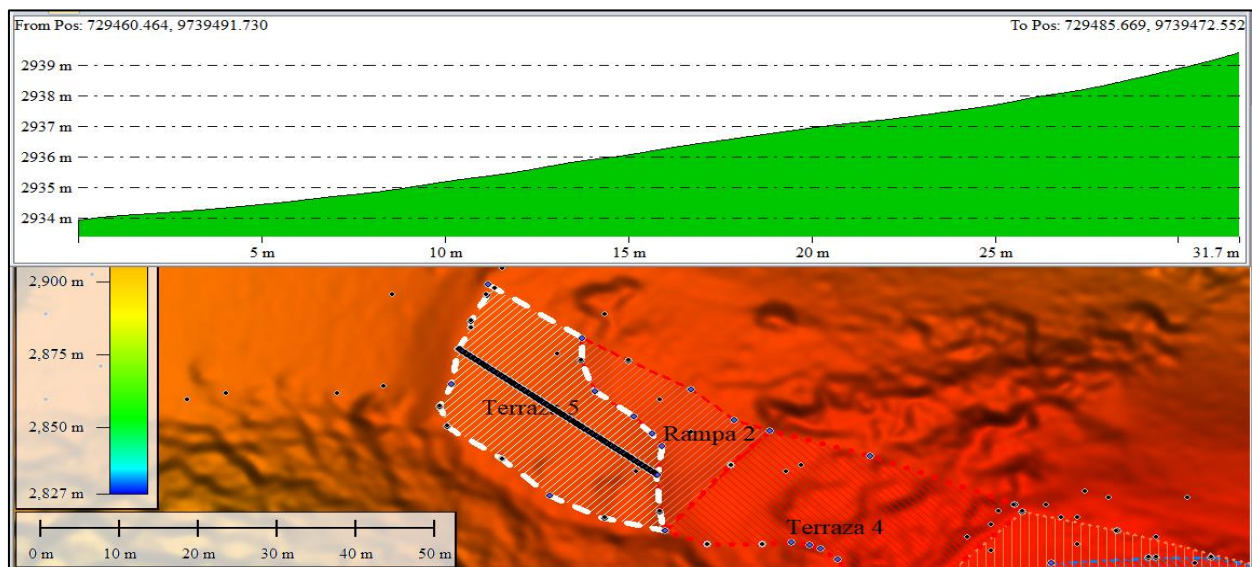 From Pos: 729460.464, 9739491.730 To Pos: 729485.669, 9739472.552
2939 m
2938 m
2937 m
2936 m
2935 m
2934 m
5 m 10 m 15 m 20 m 25 m 31.7 m
2,900 m
2,875 m
2,850 m
2,827 m
Terraza 5
Rampa 2
Terraza 4
0 m 10 m 20 m 30 m 40 m 50 m